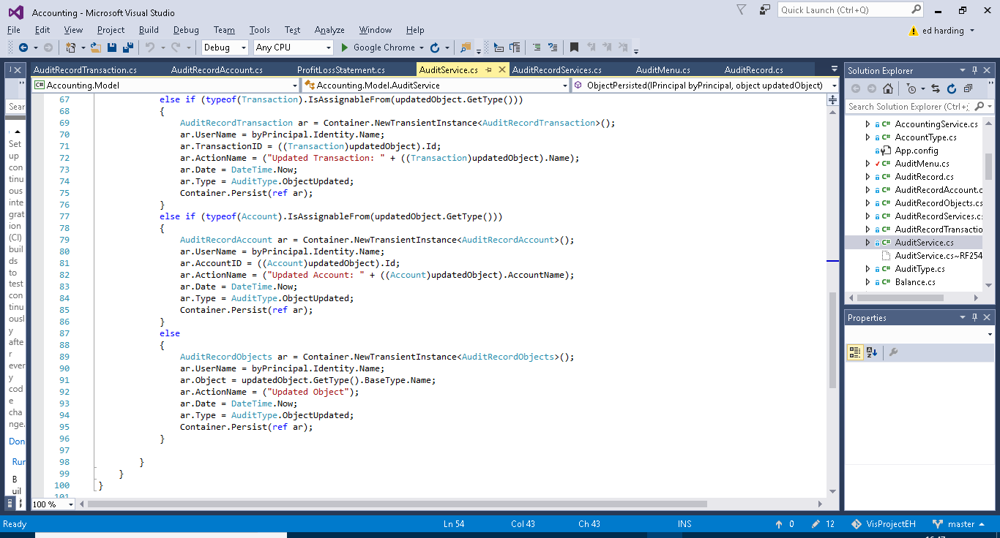 Accounting - Microsoft Visual Studio
Quick Launch (Ctrl+Q)
File Edit View Project Build Debug Team Tools Test Analyze Window Help
ed harding
Debug Any CPU Google Chrome
AuditRecordTransaction.cs AuditRecordAccount.cs ProfitLossStatement.cs AuditService.cs AuditRecordServices.cs AuditMenu.cs AuditRecord.cs
Accounting.Model Accounting.Model.AuditService ObjectPersisted(IPrincipal byPrincipal, object updatedObject)
67 else if (typeof(Transaction).IsAssignableFrom(updatedObject.GetType()))
68 {
69 AuditRecordTransaction ar = Container.NewTransientInstance<AuditRecordTransaction>();
70 ar.UserName = byPrincipal.Identity.Name;
71 ar.TransactionID = ((Transaction)updatedObject).Id;
72 ar.ActionName = ("Updated Transaction: " + ((Transaction)updatedObject).Name);
73 ar.Date = DateTime.Now;
74 ar.Type = AuditType.ObjectUpdated;
75 Container.Persist(ref ar);
76 }
77 else if (typeof(Account).IsAssignableFrom(updatedObject.GetType()))
78 {
79 AuditRecordAccount ar = Container.NewTransientInstance<AuditRecordAccount>();
80 ar.UserName = byPrincipal.Identity.Name;
81 ar.AccountID = ((Account)updatedObject).Id;
82 ar.ActionName = ("Updated Account: " + ((Account)updatedObject).AccountName);
83 ar.Date = DateTime.Now;
84 ar.Type = AuditType.ObjectUpdated;
85 Container.Persist(ref ar);
86 }
87 else
88 {
89 AuditRecordObjects ar = Container.NewTransientInstance<AuditRecordObjects>();
90 ar.UserName = byPrincipal.Identity.Name;
91 ar.Object = updatedObject.GetType().BaseType.Name;
92 ar.ActionName = ("Updated Object");
93 ar.Date = DateTime.Now;
94 ar.Type = AuditType.ObjectUpdated;
95 Container.Persist(ref ar);
96 }
97
98 }
99 }
100 }
101
100 %
Sear
Set
up
con
tinu
ous
inte
grat
ion
(CI)
buil
ds
to
test
con
tinu
ousl
y
afte
r
ever
y
cod
e
cha
nge.
Don
Rur
B
uil
Solution Explorer
Search Solution Explorer (Ctrl+;)
C# AccountingService.cs
C# AccountType.cs
App.config
C# AuditMenu.cs
C# AuditRecord.cs
C# AuditRecordAccount.c
C# AuditRecordObjects.c
C# AuditRecordServices.c
C# AuditRecordTransactio
C# AuditService.cs
AuditService.cs~RF254
C# AuditType.cs
C# Balance.cs
Properties
Ready Ln 54 Col 43 Ch 43 INS 0 12 VisProjectEH master